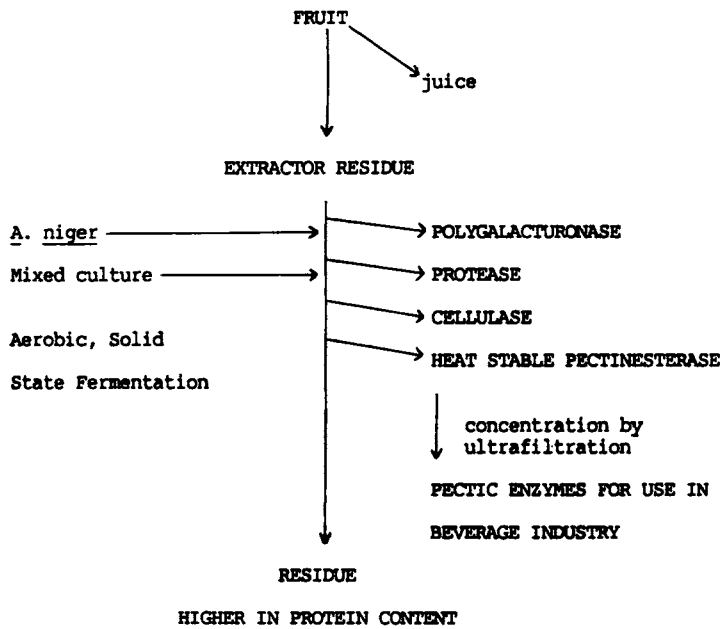 FRUIT
juice
EXTRACTOR RESIDUE
A. niger
POLYGALACTURONASE
Mixed culture
PROTEASE
CELLULASE
Aerobic, Solid
HEAT STABLE PECTINESTERASE
State Fermentation
concentration by
ultrafiltration
PECTIC ENZYMES FOR USE IN
BEVERAGE INDUSTRY
RESIDUE
HIGHER IN PROTEIN CONTENT